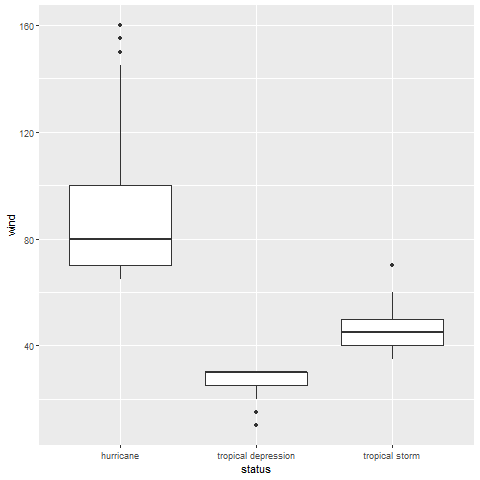 160
120
80
40
wind
hurricane tropical depression tropical storm
status